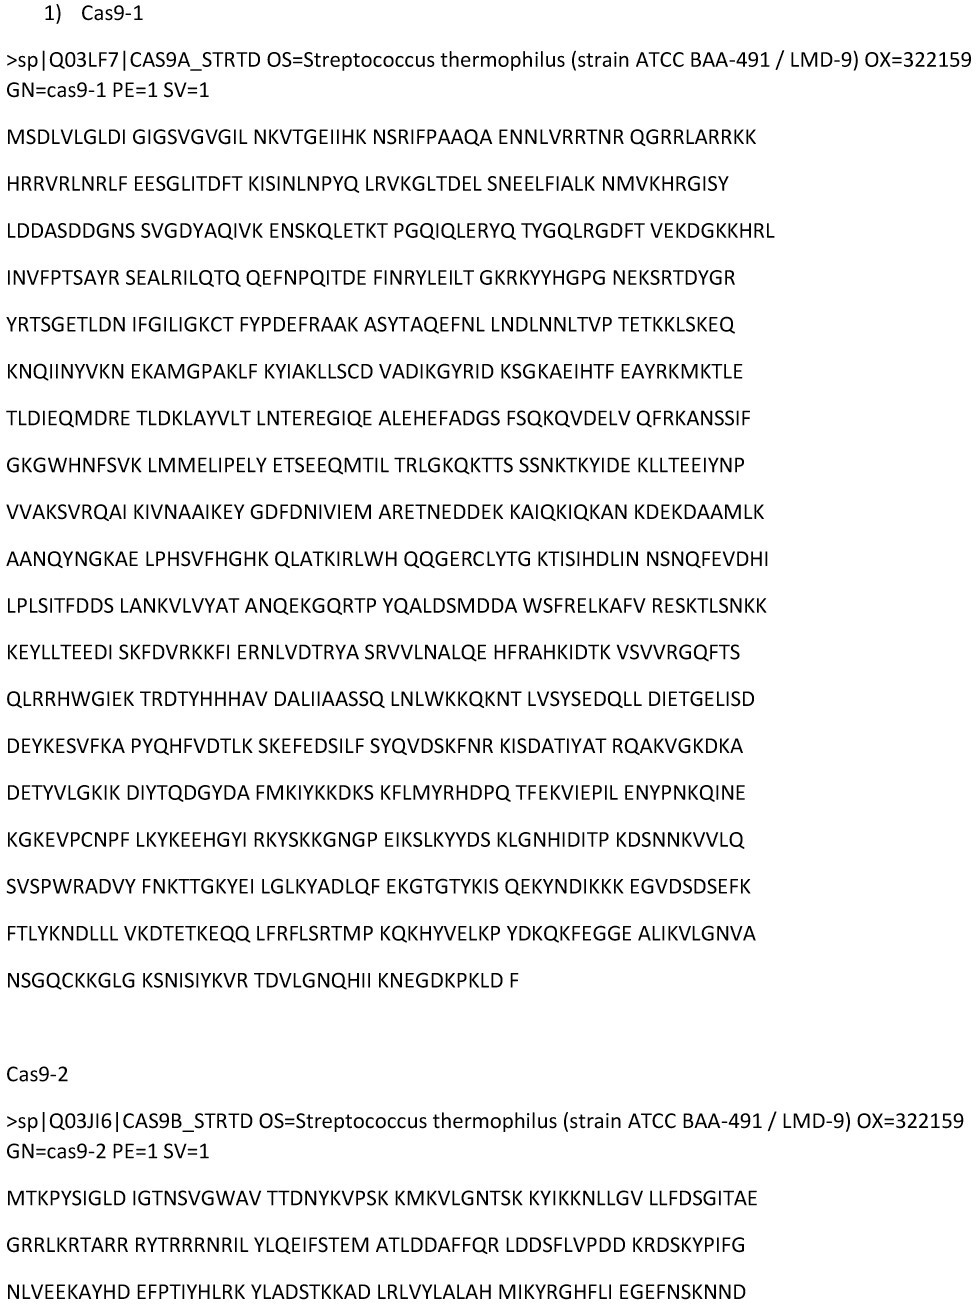 1) Cas9-1
>sp|Q03LF7|CAS9A_STRTD OS=Streptococcus thermophilus (strain ATCC BAA-491 / LMD-9) OX=322159
GN=cas9-1 PE=1 SV=1
MSDLVLGLDI GIGSVGVGIL NKVTGEIIHK NSRIFPAAQA ENNLVRRTNR QGRRLARRKK
HRRVRLNRLF EESGLITDFT KISINLNPYQ LRVKGLTDEL SNEELFIALK NMVKHRGISY
LDDASDDGNS SVGDYAQIVK ENSKQLETKT PGQIQLERYQ TYGQLRGDFT VEKDGKKHRL
INVFPTSAYR SEALRILQTQ QEFNPQITDE FINRYLEILT GKRKYYHGPG NEKSRTDYGR
YRTSGETLDN IFGILIGKCT FYPDEFRAAK ASYTAQEFNL LNDLNNLTVP TETKKLSKEQ
KNQIINYVKN EKAMGPAKLF KYIAKLLSCD VADIKGYRID KSGKAEIHTF EAYRKMKTLE
TLDIEQMDRE TLDKLAYVLT LNTEREGIQE ALEHEFADGS FSQKQVDELV QFRKANSSIF
GKGWHNFSVK LMMELIPELY ETSEEQMTIL TRLGKQKTTS SSNKTKYIDE KLLTEEIYNP
VVAKSVRQAI KIVNAAIKEY GDFDNIVIEM ARETNEDDEK KAIQKIQKAN KDEKDAAMLK
AANQYNGKAE LPHSVFHGHK QLATKIRLWH QQGERCLYTG KTISIHDLIN NSNQFEVDHI
LPLSITFDDS LANKVLVYAT ANQEKGQRTP YQALDSMDDA WSFRELKAFV RESKTLSNKK
KEYLLTEEDI SKFDVRKKFI ERNLVDTRYA SRVVLNALQE HFRAHKIDTK VSVVRGQFTS
QLRRHWGIEK TRDTYHHHAV DALIIAASSQ LNLWKKQKNT LVSYSEDQLL DIETGELISD
DEYKESVFKA PYQHFVDTLK SKEFEDSILF SYQVDSKFNR KISDATIYAT RQAKVGKDKA
DETYVLGKIK DIYTQDGYDA FMKIYKKDKS KFLMYRHDPQ TFEKVIEPIL ENYPNKQINE
KGKEVPCNPF LKYKEEHGYI RKYSKKGNGP EIKSLKYYDS KLGNHIDITP KDSNNKVVLQ
SVSPWRADVY FNKTTGKYEI LGLKYADLQF EKGTGTYKIS QEKYNDIKKK EGVDSDSEFK
FTLYKNDLLL VKDTETKEQQ LFRFLSRTMP KQKHYVELKP YDKQKFEGGE ALIKVLGNVA
NSGQCKKGLG KSNISIYKVR TDVLGNQHII KNEGDKPKLD F
Cas9-2
>sp|Q03JI6|CAS9B_STRTD OS=Streptococcus thermophilus (strain ATCC BAA-491 / LMD-9) OX=322159
GN=cas9-2 PE=1 SV=1
MTKPYSIGLD IGTNSVGWAV TTDNYKVPSK KMKVLGNTSK KYIKKNLLGV LLFDSGITAE
GRRLKRTARR RYTRRRNRIL YLQEIFSTEM ATLDDAFFQR LDDSFLVPDD KRDSKYPIFG
NLVEEKAYHD EFPTIYHLRK YLADSTKKAD LRLVYLALAH MIKYRGHFLI EGEFNSKNND